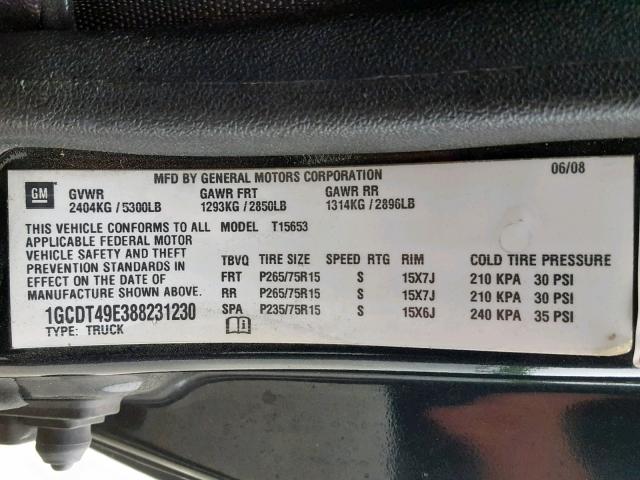 MFD BY GENERAL MOTORS CORPORATION 06/08
GM GVWR GAWR FRT GAWR RR
2404KG / 5300LB 1293KG / 2850LB 1314KG / 2896LB
THIS VEHICLE CONFORMS TO ALL MODEL T15653
APPLICABLE FEDERAL MOTOR
VEHICLE SAFETY AND THEFT
PREVENTION STANDARDS IN
EFFECT ON THE DATE OF
MANUFACTURE SHOWN ABOVE.
1GCDT49E388231230
TYPE: TRUCK
TBVQ TIRE SIZE SPEED RTG RIM COLD TIRE PRESSURE
FRT P265/75R15 S 15X7J 210 KPA 30 PSI
RR P265/75R15 S 15X7J 210 KPA 30 PSI
SPA P235/75R15 S 15X6J 240 KPA 35 PSI